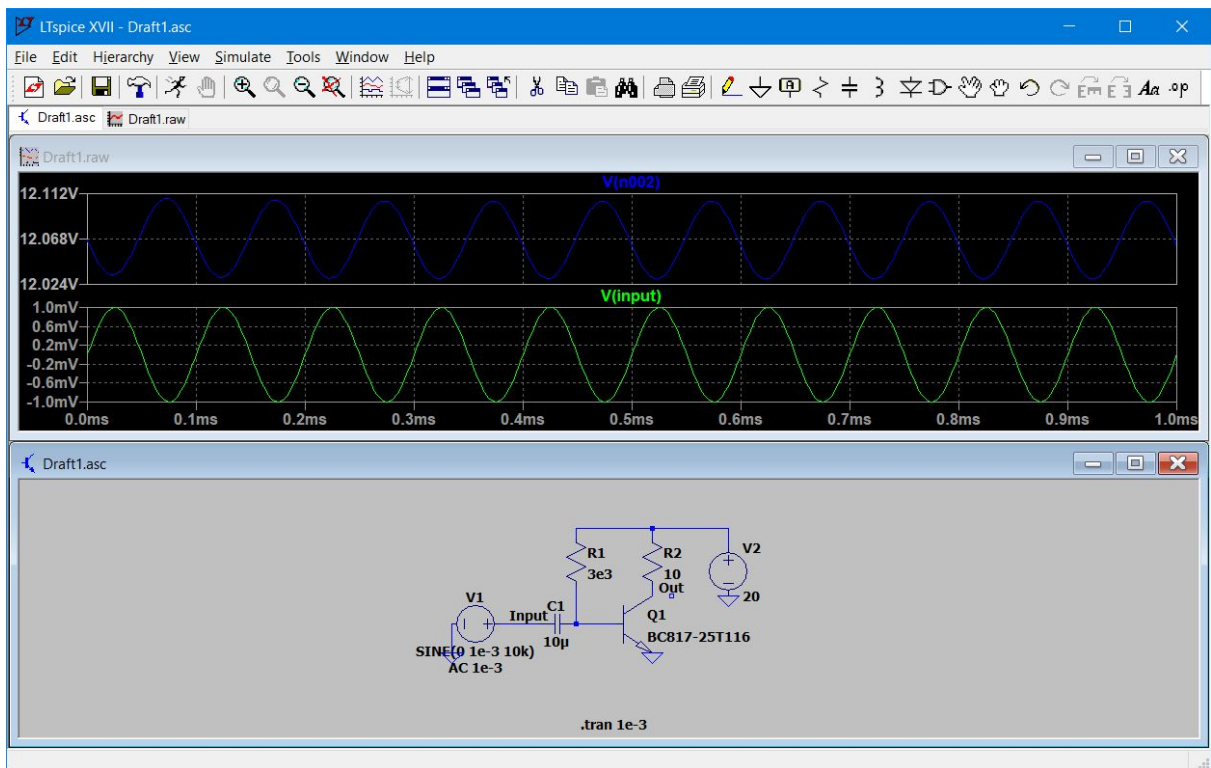 LTspice XVII - Draft1.asc
File Edit Hierarchy View Simulate Tools Window Help
Aa .op
Draft1.asc Draft1.raw
Draft1.raw
V(n002)
12.112V
12.068V
12.024V
V(input)
1.0mV
0.6mV
0.2mV
-0.2mV
-0.6mV
-1.0mV
0.0ms 0.1ms 0.2ms 0.3ms 0.4ms 0.5ms 0.6ms 0.7ms 0.8ms 0.9ms 1.0ms
Draft1.asc
R1
3e3
R2
10
V2
20
Out
V1
Input
C1
10µ
Q1
BC817-25T116
SINE(0 1e-3 10k)
AC 1e-3
.tran 1e-3